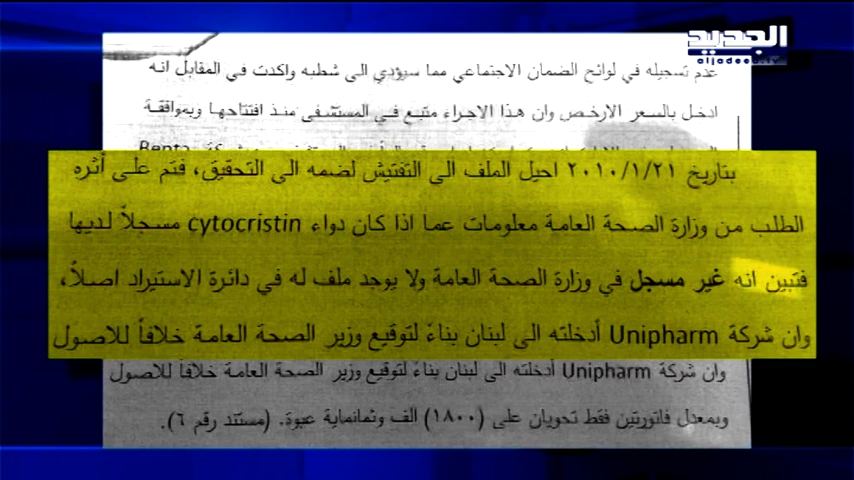 الجديد
aljadeed.tv
عدم تسجيله في لوائح الضمان الاجتماعي مما سيؤدي الى شطبه واكدت في المقابل انه
ادخل بالسعر الارخص وان هذا الاجراء متبع في المستشفى منذ افتتاحها وبموافقة
Benta
بتاريخ ٢٠١٠/١/٢١ احيل الملف الى التفتيش لضمه الى التحقيق، فتم على أثره
الطلب من وزارة الصحة العامة معلومات عما اذا كان دواء cytocristin مسجلاً لديها
فتبين انه غير مسجل في وزارة الصحة العامة ولا يوجد ملف له في دائرة الاستيراد اصلاً،
وان شركة Unipharm أدخلته الى لبنان بناءً لتوقيع وزير الصحة العامة خلافاً للاصول
وان شركة Unipharm أدخلته الى لبنان بناءً لتوقيع وزير الصحة العامة خلافاً للاصول
وبمعدل فاتورتين فقط تحويان على (١٨٠٠) الف وثمانماية عبوة. (مستند رقم ٦).